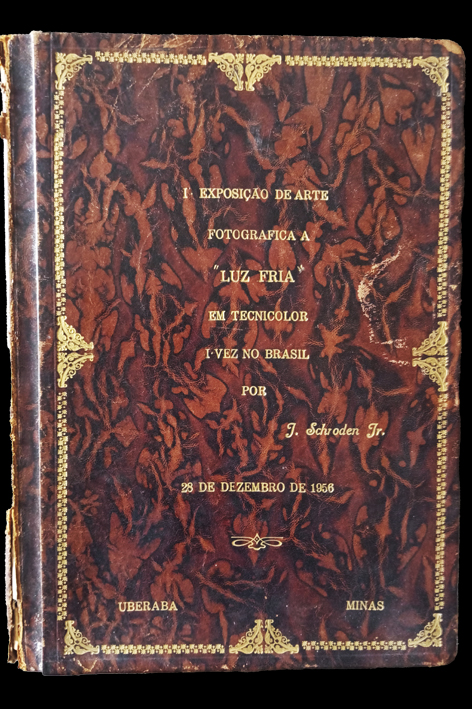 I· EXPOSIÇÃO DE ARTE
FOTOGRAFICA A
"LUZ FRIA"
EM TECNICOLOR
I·VEZ NO BRASIL
POR
J. Schroden Jr.
28 DE DEZEMBRO DE 1956
UBERABA MINAS